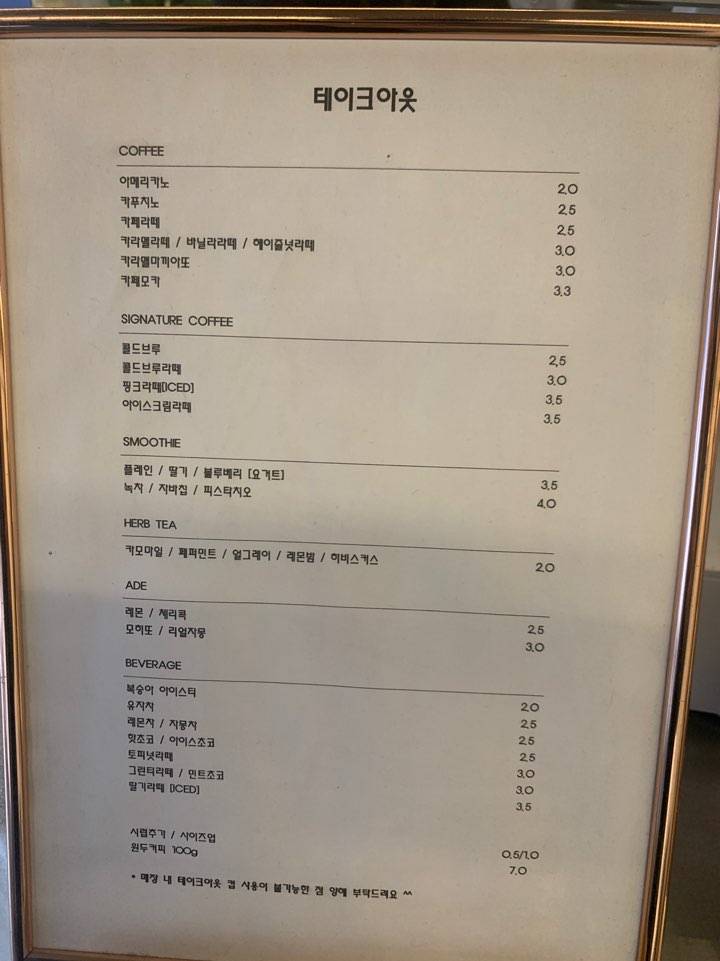 테이크아웃
COFFEE
아메리카노 2.0
카푸치노 2.5
카페라떼 2.5
카라멜라떼 / 바닐라라떼 / 헤이즐넛라떼 3.0
카라멜마끼아또 3.0
카페모카 3.3
SIGNATURE COFFEE
콜드브루 2.5
콜드브루라떼 3.0
핑크라떼[ICED] 3.5
아이스크림라떼 3.5
SMOOTHIE
플레인 / 딸기 / 블루베리 [요거트] 3.5
녹차 / 자바칩 / 피스타치오 4.0
HERB TEA
카모마일 / 페퍼민트 / 얼그레이 / 레몬밤 / 히비스커스 2.0
ADE
레몬 / 체리콕 2.5
모히또 / 리얼자몽 3.0
BEVERAGE
복숭아 아이스티 2.0
유자차 2.5
레몬차 / 자몽차 2.5
핫초코 / 아이스초코 2.5
토피넛라떼 3.0
그린티라떼 / 민트초코 3.0
딸기라떼 [ICED] 3.5
시럽추가 / 사이즈업 0.5/1.0
원두커피 100g 7.0
* 매장 내 테이크아웃 컵 사용이 불가능한 점 양해 부탁드려요 ^^